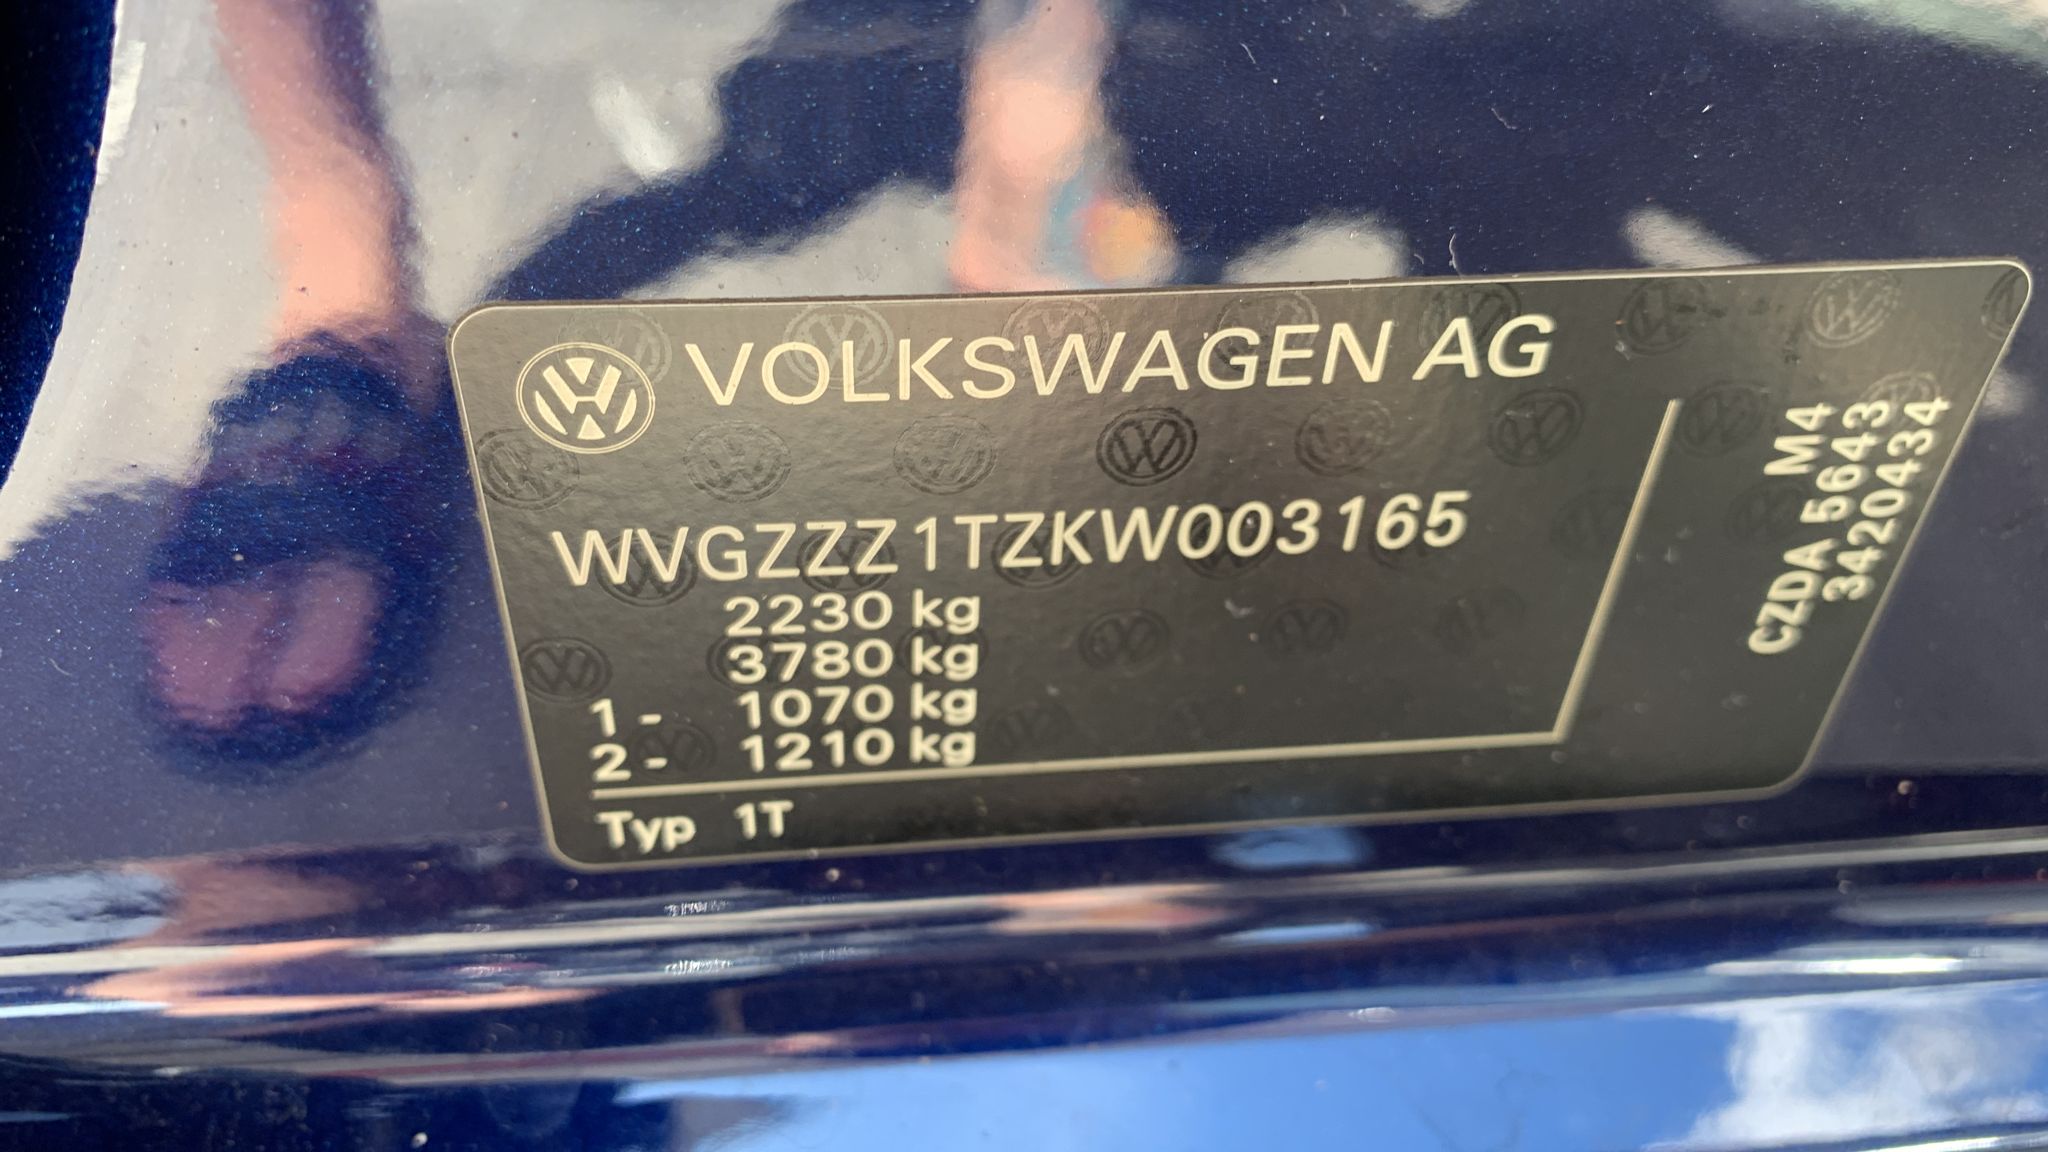 VOLKSWAGEN AG
WVGZZZ1TZKW003165
2230 kg
3780 kg
1 - 1070 kg
2 - 1210 kg
Typ 1T
M4
CZDA 5643
3420434